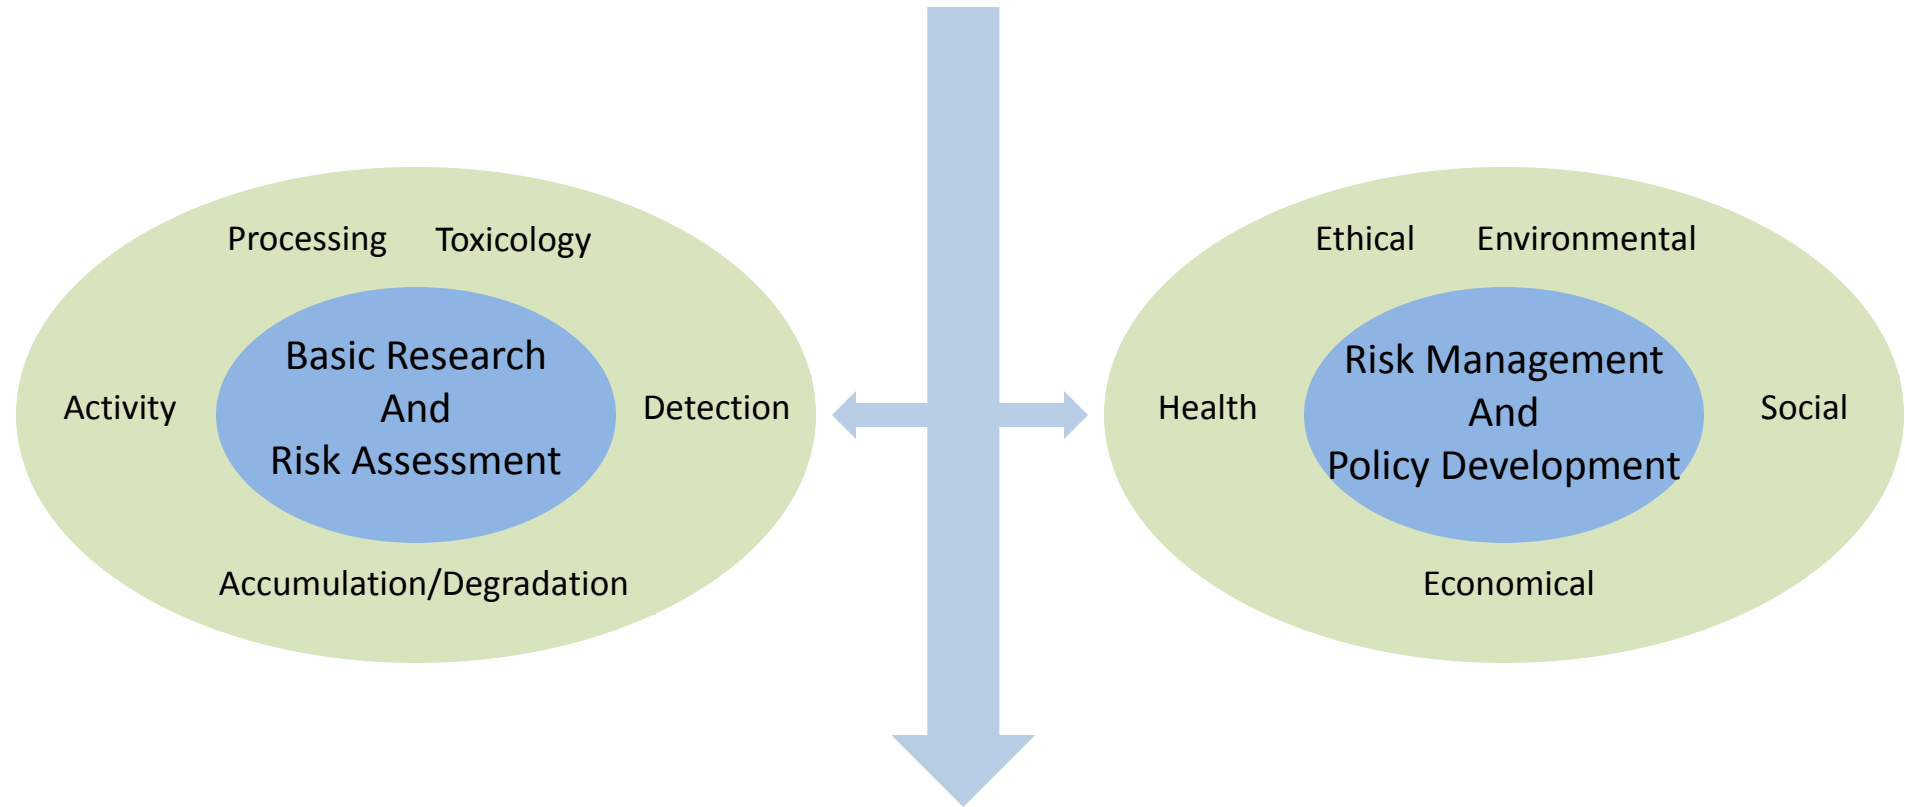 Processing Toxicology
Basic Research
And
Risk Assessment
Activity
Detection
Accumulation/Degradation
Ethical Environmental
Risk Management
And
Policy Development
Health
Social
Economical